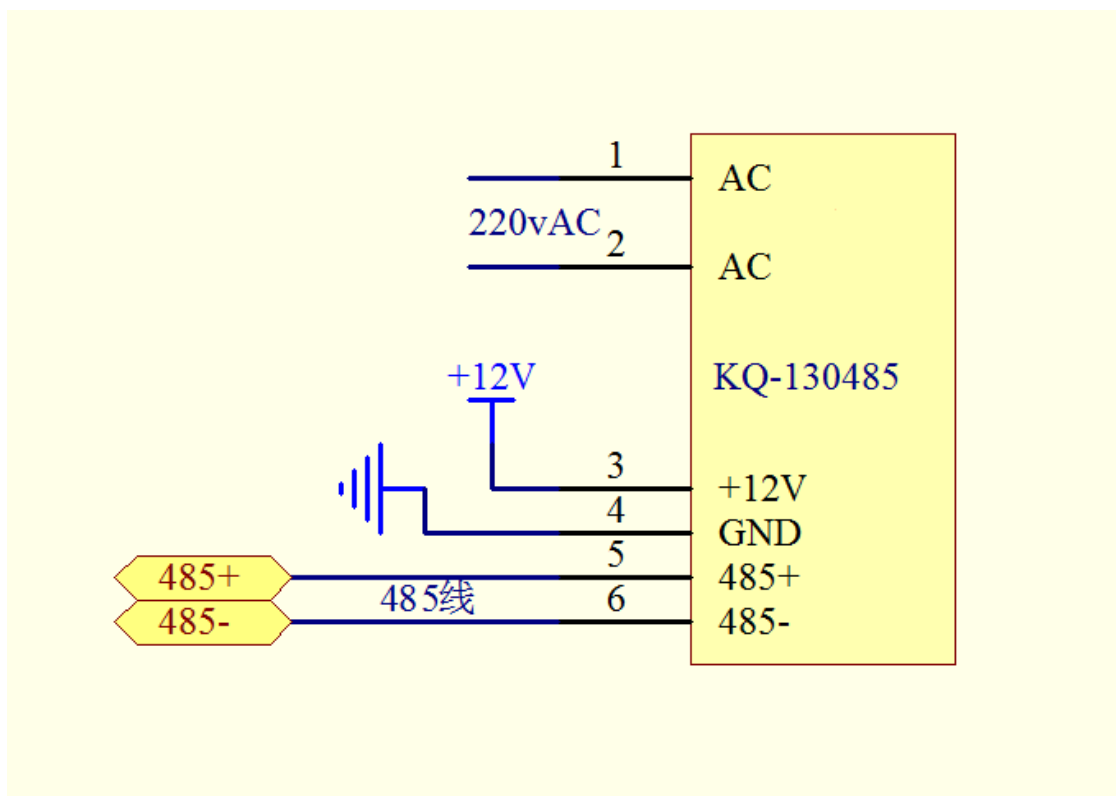 1
AC
220vAC
2
AC
+12V
KQ-130485
3
+12V
4
GND
5
485+
485+
485线
6
485-
485-